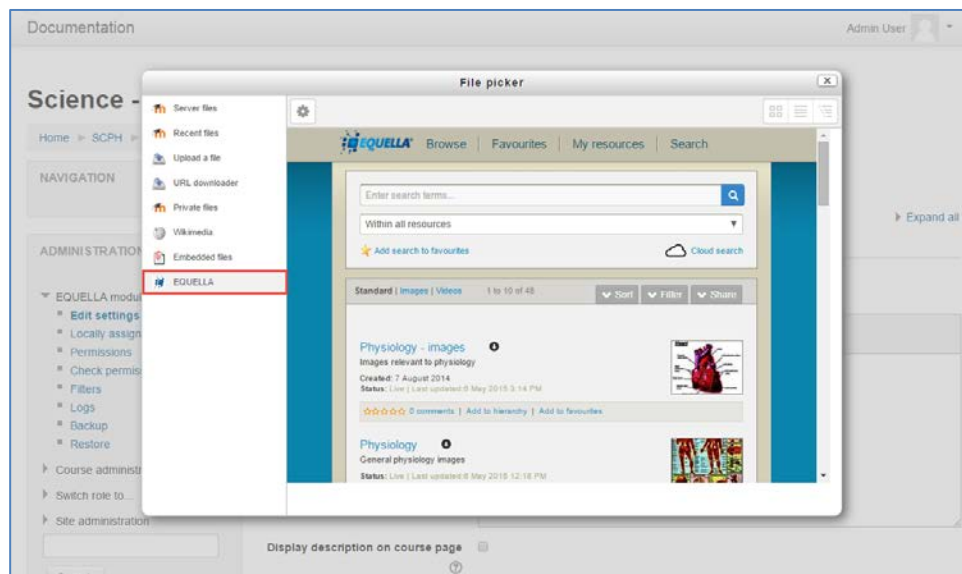 Documentation
Admin User
File picker
Science -
Server files
Recent files
Upload a file
URL downloader
Private files
Wikimedia
Embedded files
EQUELLA
Home SCPH
NAVIGATION
ADMINISTRATION
EQUELLA modul
Edit settings
Locally assign
Permissions
Check permis
Filters
Logs
Backup
Restore
Course administr
Switch role to...
Site administration
EQUELLA Browse | Favourites | My resources | Search
Enter search terms...
Within all resources
Add search to favourites Cloud search
Standard | Images | Videos 1 to 10 of 48 Sort Filter Share
Physiology - images
Images relevant to physiology
Created: 7 August 2014
Status: Live | Last updated:6 May 2015 3:14 PM
0 comments | Add to hierarchy | Add to favourites
Physiology
General physiology images
Status: Live | Last updated:6 May 2015 12:18 PM
Expand all
Display description on course page